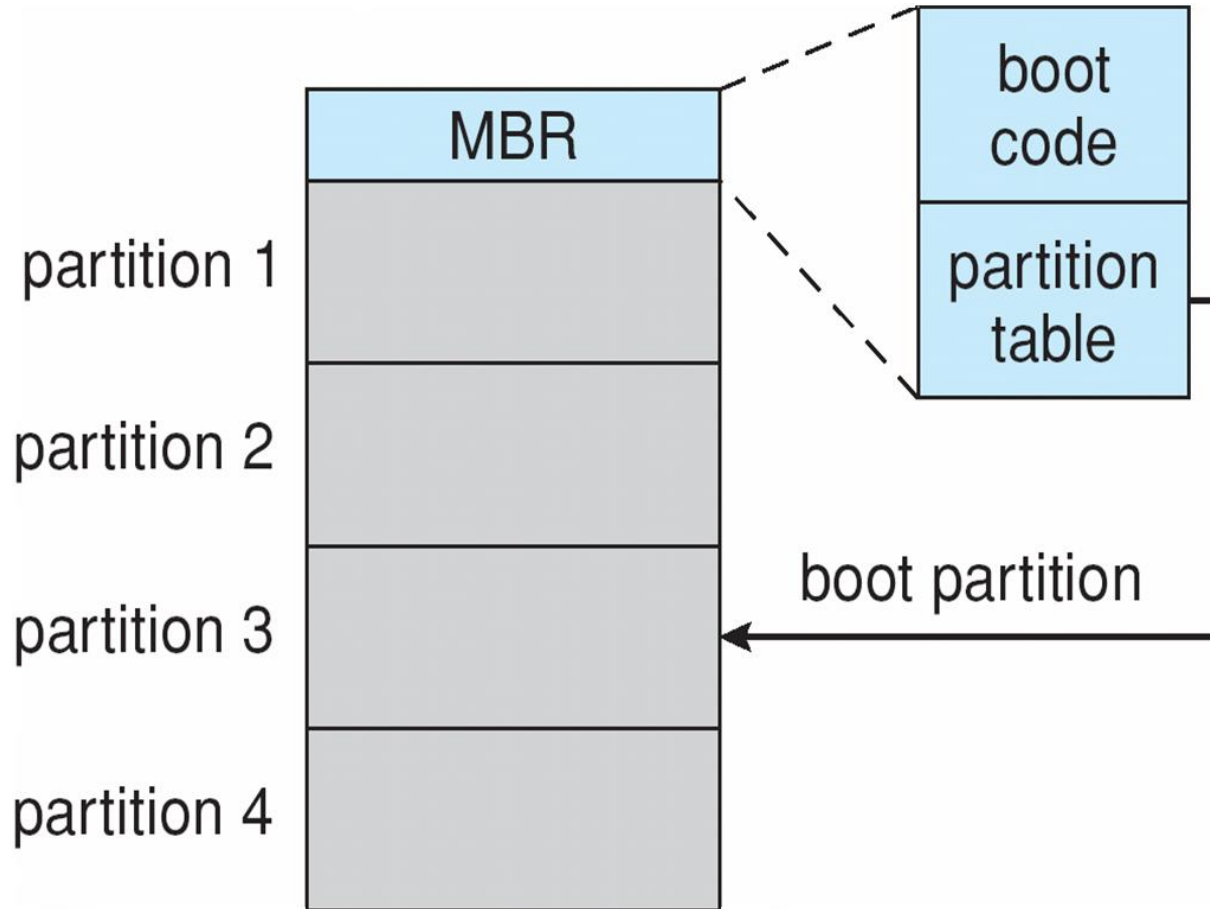 boot
code
MBR
partition 1
partition
table
partition 2
boot partition
partition 3
partition 4